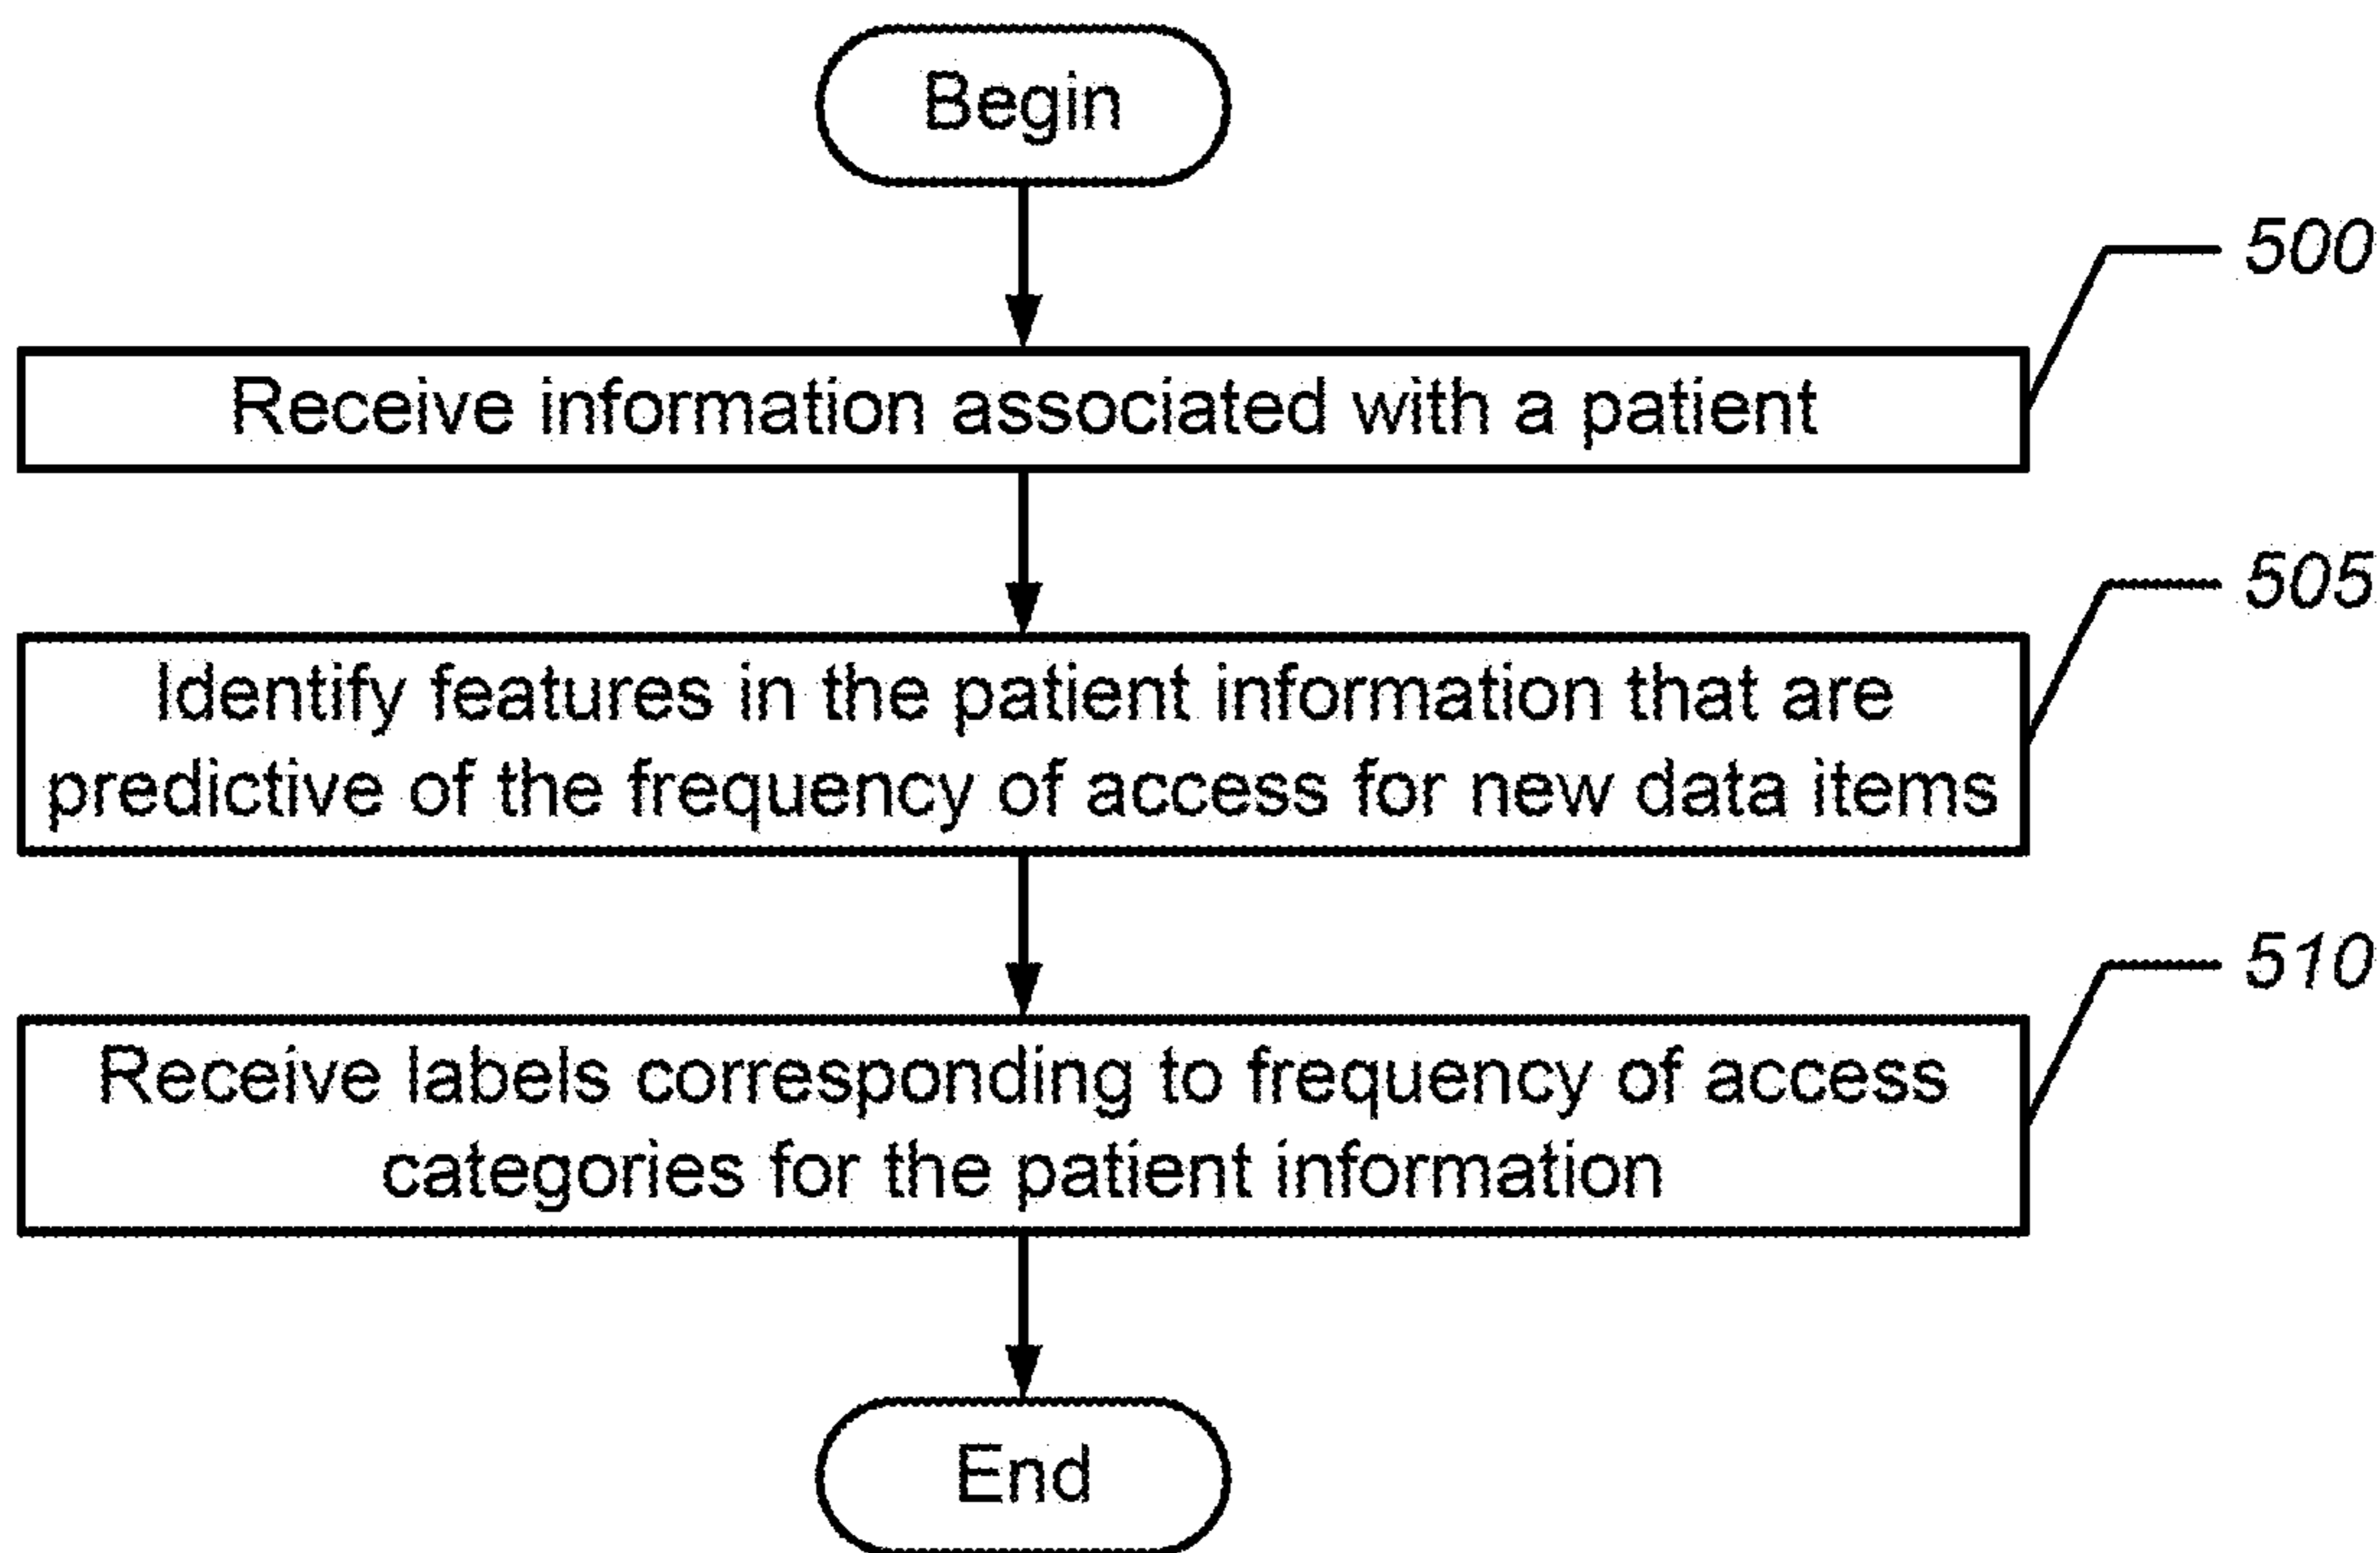 Begin
500
Receive information associated with a patient
505
Identify features in the patient information that are
predictive of the frequency of access for new data items
510
Receive labels corresponding to frequency of access
categories for the patient information
End